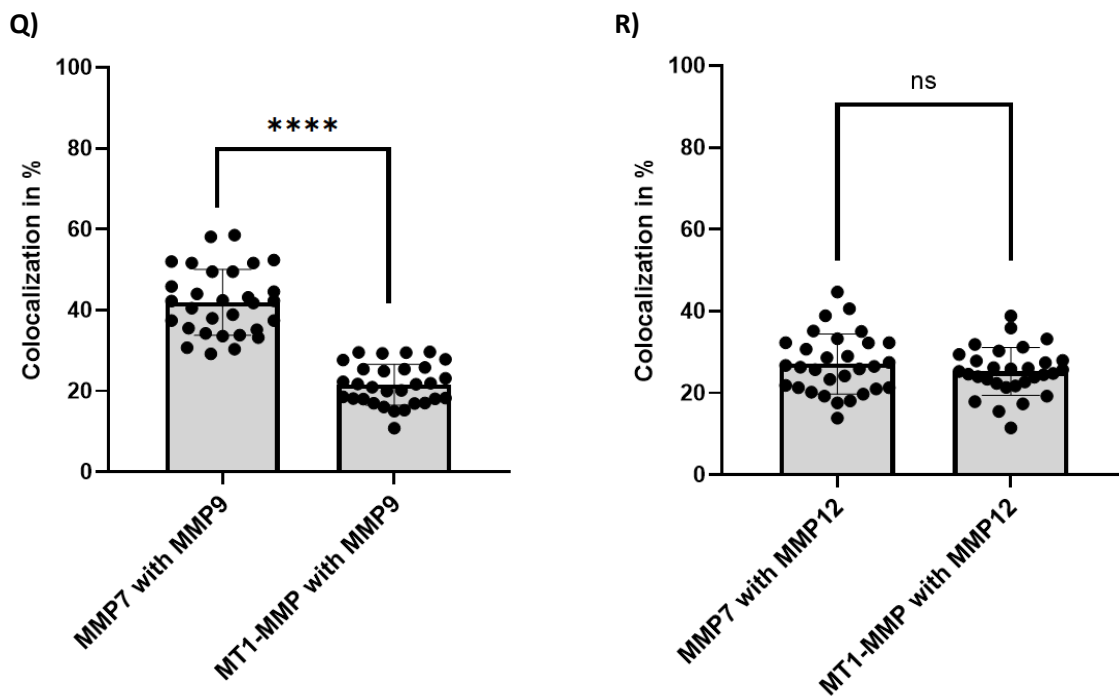 Q)
Colocalization in %
100
80
60
40
20
0
****
MMP7 with MMP9
MT1-MMP with MMP9
R)
Colocalization in %
100
80
60
40
20
0
ns
MMP7 with MMP12
MT1-MMP with MMP12